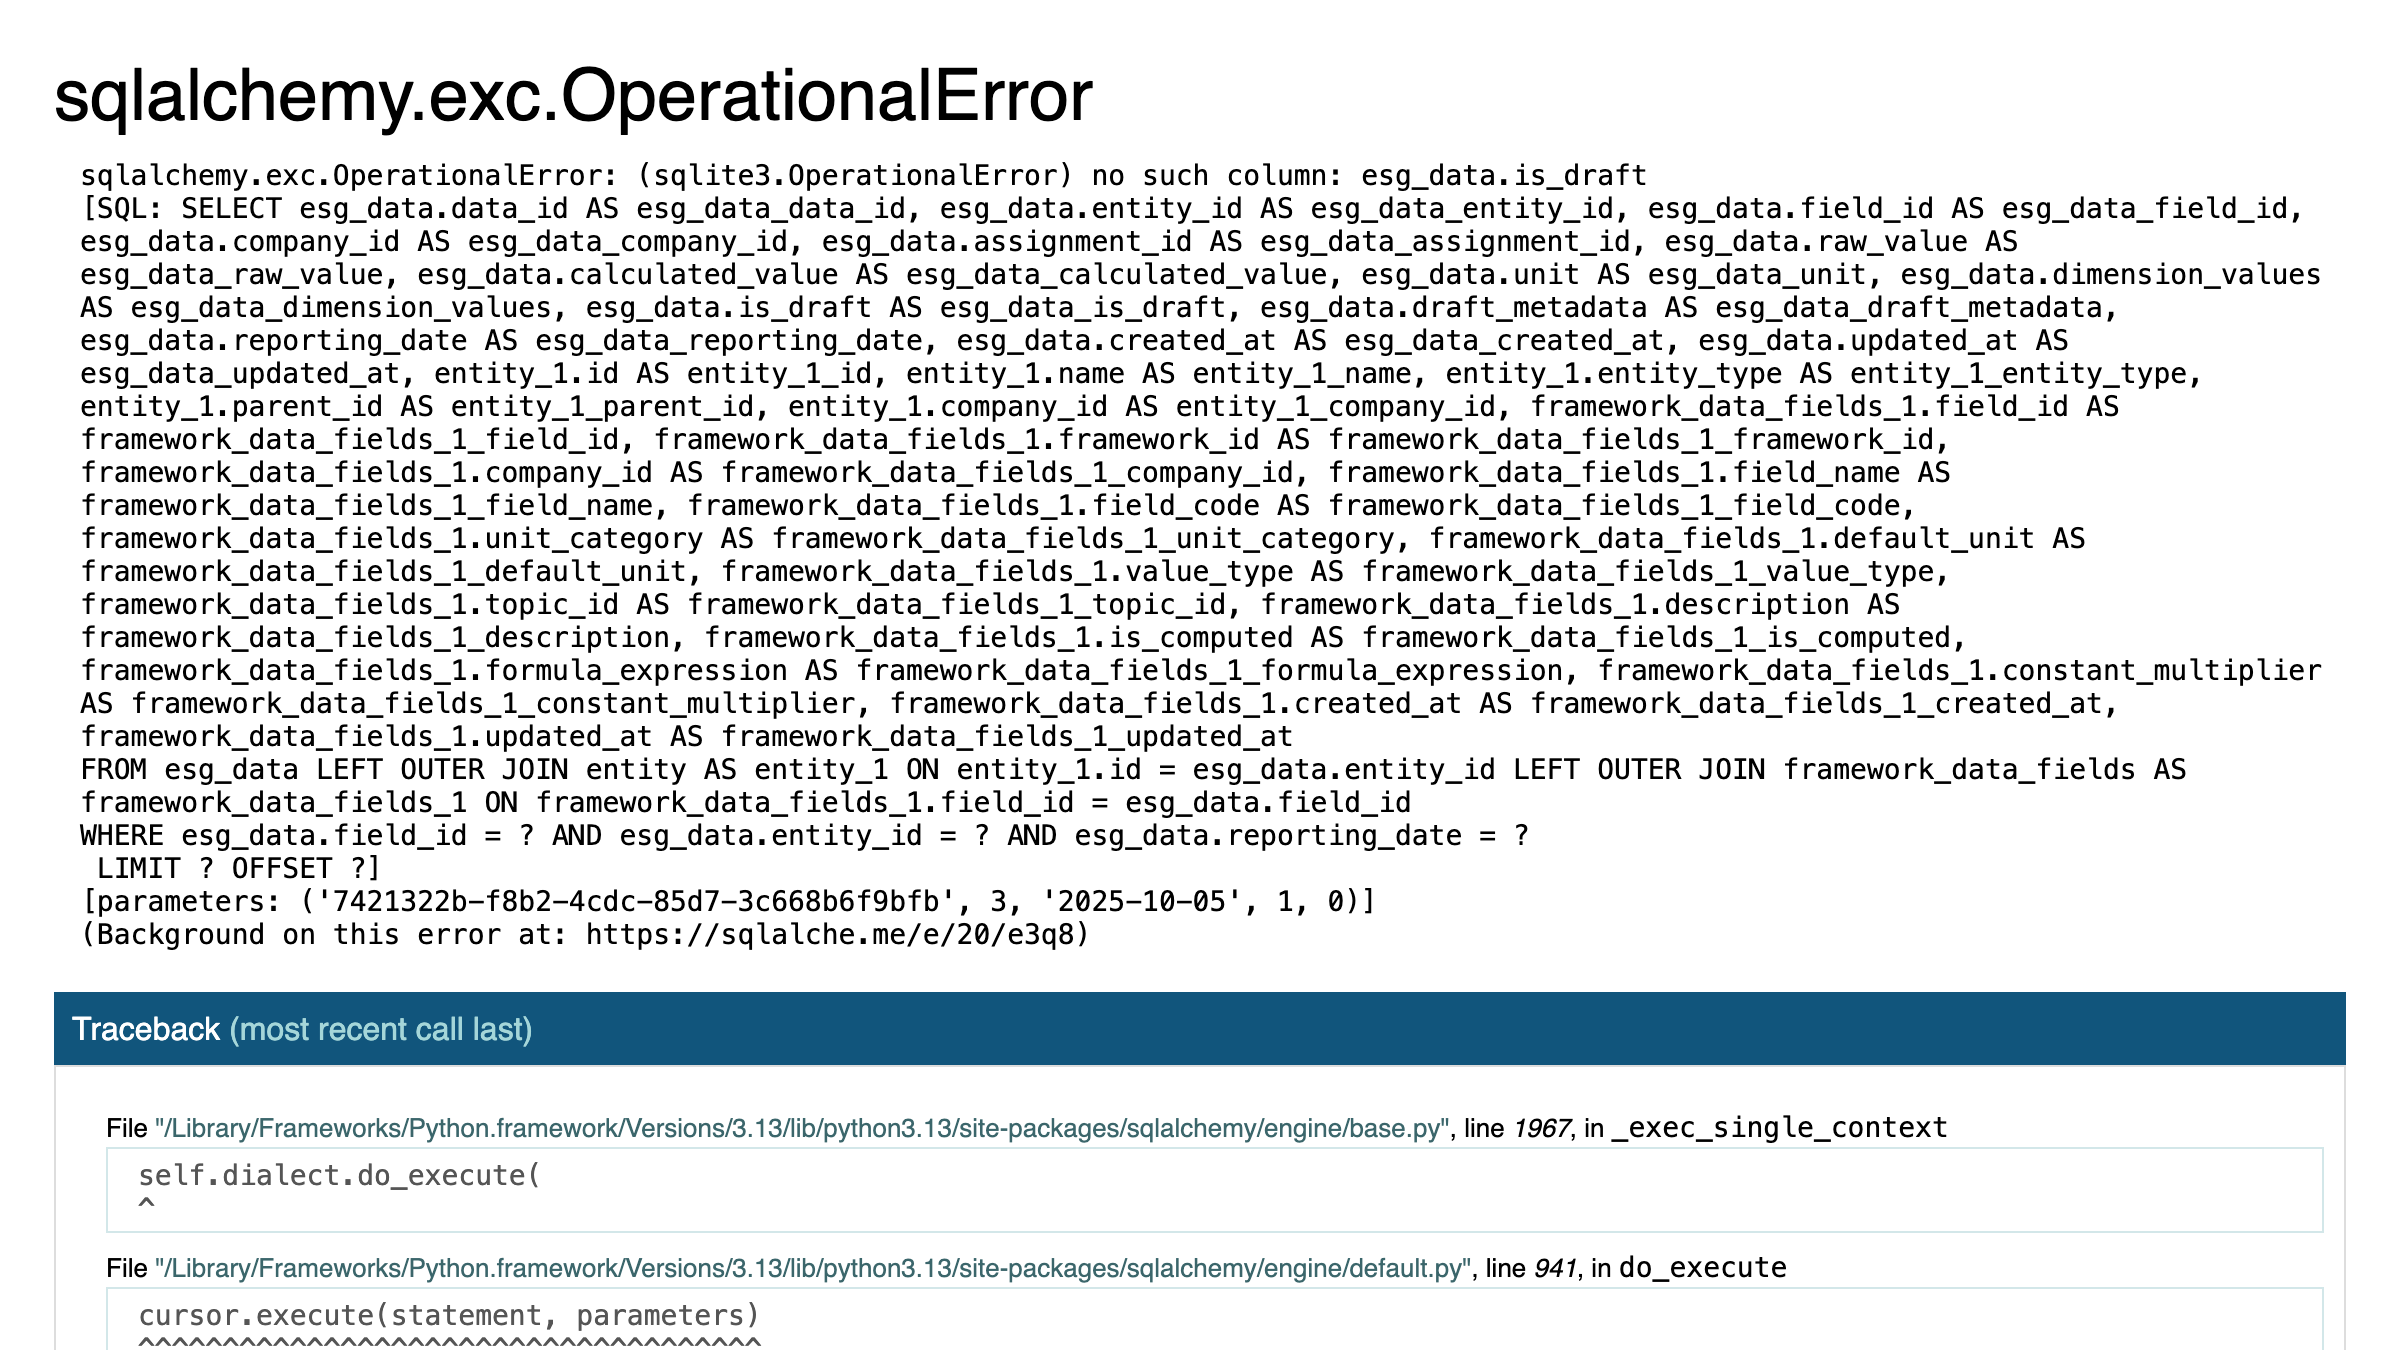 sqlalchemy.exc.OperationalError
sqlalchemy.exc.OperationalError: (sqlite3.OperationalError) no such column: esg_data.is_draft
[SQL: SELECT esg_data.data_id AS esg_data_data_id, esg_data.entity_id AS esg_data_entity_id, esg_data.field_id AS esg_data_field_id,
esg_data.company_id AS esg_data_company_id, esg_data.assignment_id AS esg_data_assignment_id, esg_data.raw_value AS
esg_data_raw_value, esg_data.calculated_value AS esg_data_calculated_value, esg_data.unit AS esg_data_unit, esg_data.dimension_values
AS esg_data_dimension_values, esg_data.is_draft AS esg_data_is_draft, esg_data.draft_metadata AS esg_data_draft_metadata,
esg_data.reporting_date AS esg_data_reporting_date, esg_data.created_at AS esg_data_created_at, esg_data.updated_at AS
esg_data_updated_at, entity_1.id AS entity_1_id, entity_1.name AS entity_1_name, entity_1.entity_type AS entity_1_entity_type,
entity_1.parent_id AS entity_1_parent_id, entity_1.company_id AS entity_1_company_id, framework_data_fields_1.field_id AS
framework_data_fields_1_field_id, framework_data_fields_1.framework_id AS framework_data_fields_1_framework_id,
framework_data_fields_1.company_id AS framework_data_fields_1_company_id, framework_data_fields_1.field_name AS
framework_data_fields_1_field_name, framework_data_fields_1.field_code AS framework_data_fields_1_field_code,
framework_data_fields_1.unit_category AS framework_data_fields_1_unit_category, framework_data_fields_1.default_unit AS
framework_data_fields_1_default_unit, framework_data_fields_1.value_type AS framework_data_fields_1_value_type,
framework_data_fields_1.topic_id AS framework_data_fields_1_topic_id, framework_data_fields_1.description AS
framework_data_fields_1_description, framework_data_fields_1.is_computed AS framework_data_fields_1_is_computed,
framework_data_fields_1.formula_expression AS framework_data_fields_1_formula_expression, framework_data_fields_1.constant_multiplier
AS framework_data_fields_1_constant_multiplier, framework_data_fields_1.created_at AS framework_data_fields_1_created_at,
framework_data_fields_1.updated_at AS framework_data_fields_1_updated_at
FROM esg_data LEFT OUTER JOIN entity AS entity_1 ON entity_1.id = esg_data.entity_id LEFT OUTER JOIN framework_data_fields AS
framework_data_fields_1 ON framework_data_fields_1.field_id = esg_data.field_id
WHERE esg_data.field_id = ? AND esg_data.entity_id = ? AND esg_data.reporting_date = ?
LIMIT ? OFFSET ?]
[parameters: ('7421322b-f8b2-4cdc-85d7-3c668b6f9bfb', 3, '2025-10-05', 1, 0)]
(Background on this error at: https://sqlalche.me/e/20/e3q8)
Traceback (most recent call last)
File "/Library/Frameworks/Python.framework/Versions/3.13/lib/python3.13/site-packages/sqlalchemy/engine/base.py", line 1967, in _exec_single_context
self.dialect.do_execute(
^
File "/Library/Frameworks/Python.framework/Versions/3.13/lib/python3.13/site-packages/sqlalchemy/engine/default.py", line 941, in do_execute
cursor.execute(statement, parameters)
^^^^^^^^^^^^^^^^^^^^^^^^^^^^^^^^^^^^^